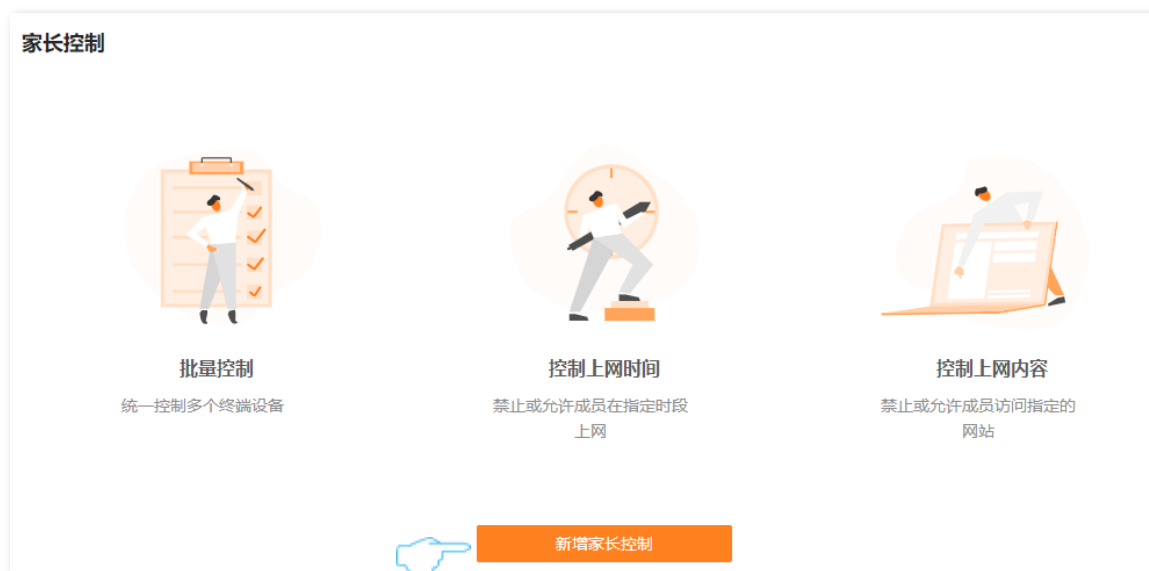 家长控制
批量控制
统一控制多个终端设备
控制上网时间
禁止或允许成员在指定时段
上网
控制上网内容
禁止或允许成员访问指定的
网站
新增家长控制